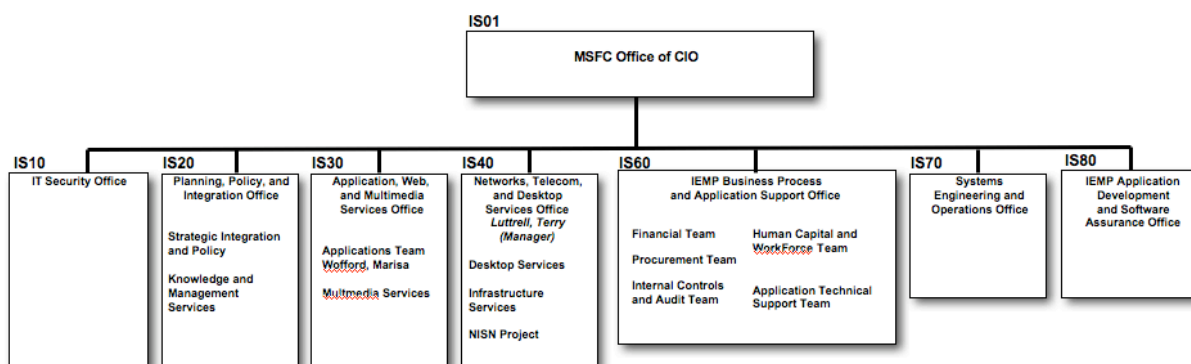 IS01
MSFC Office of CIO
IS10
IT Security Office
IS20
Planning, Policy, and
Integration Office
Strategic Integration
and Policy
Knowledge and
Management
Services
IS30
Application, Web,
and Multimedia
Services Office
Applications Team
Wofford, Marisa
Multmedia Services
IS40
Networks, Telecom,
and Desktop
Services Office
Luttrell, Terry
(Manager)
Desktop Services
Infrastructure
Services
NISN Project
IS60
IEMP Business Process
and Application Support Office
Financial Team
Procurement Team
Internal Controls
and Audit Team
Human Capital and
WorkForce Team
Application Technical
Support Team
IS70
Systems
Engineering and
Operations Office
IS80
IEMP Application
Development
and Software
Assurance Office